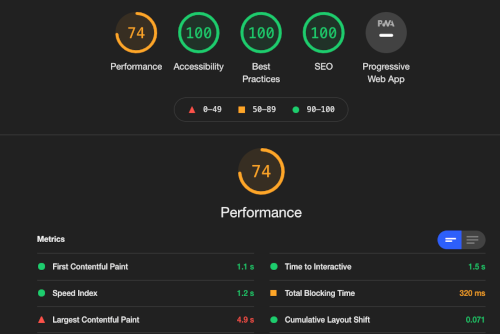 74
100
100
100
PWA
Performance
Accessibility
Best
Practices
SEO
Progressive
Web App
0–49
50–89
90–100
74
Performance
Metrics
First Contentful Paint
1.1 s
Time to Interactive
1.5 s
Speed Index
1.2 s
Total Blocking Time
320 ms
Largest Contentful Paint
4.9 s
Cumulative Layout Shift
0.071